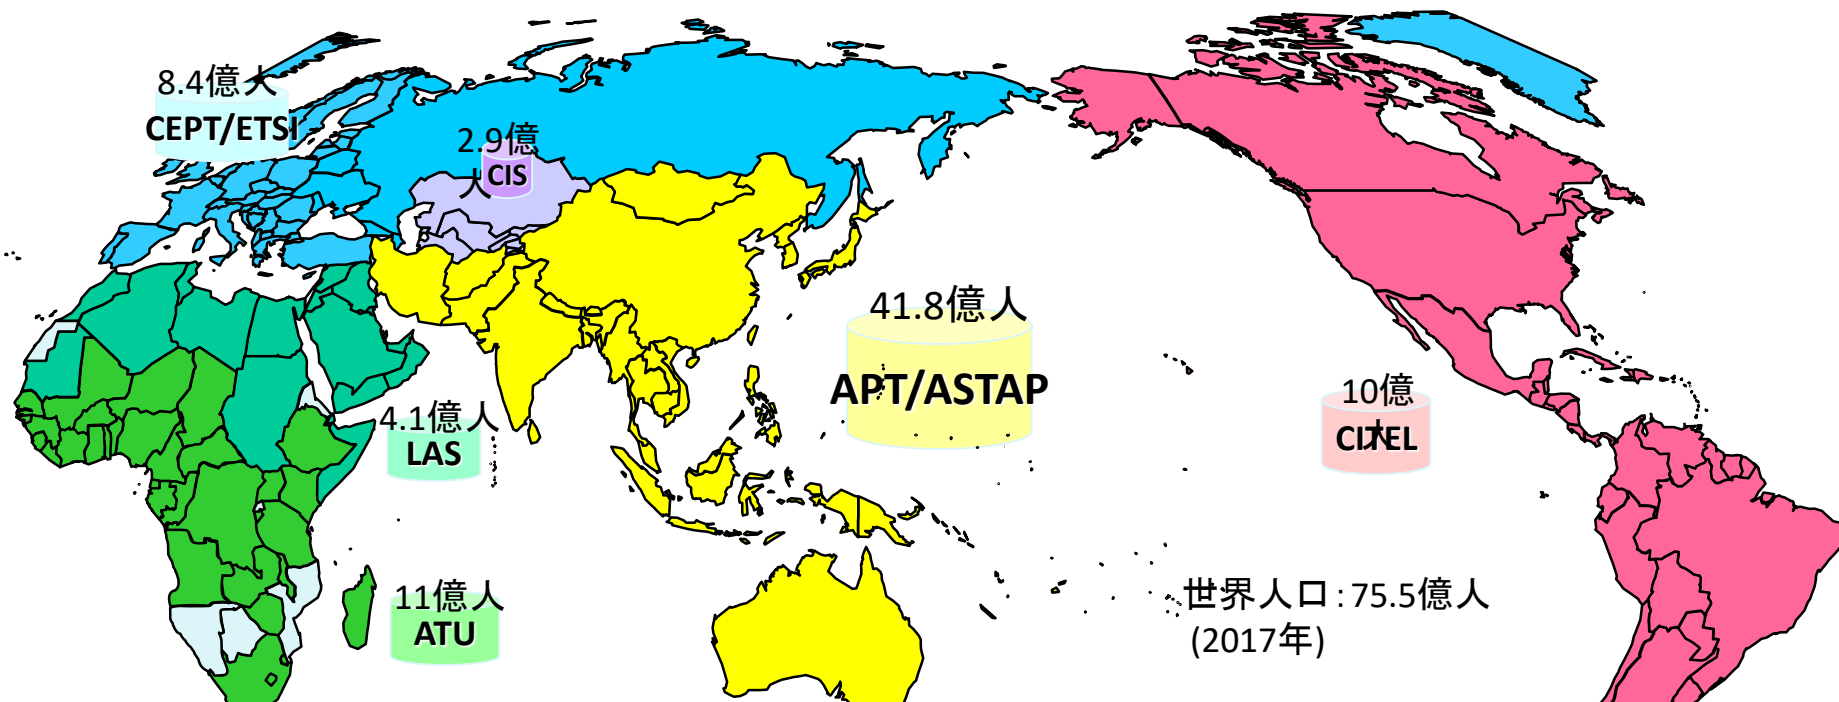 8.4億人
CEPT/ETSI
2.9億
人
CIS
41.8億人
APT/ASTAP
10億
人
CITEL
4.1億人
LAS
11億人
ATU
世界人口：75.5億人
(2017年)